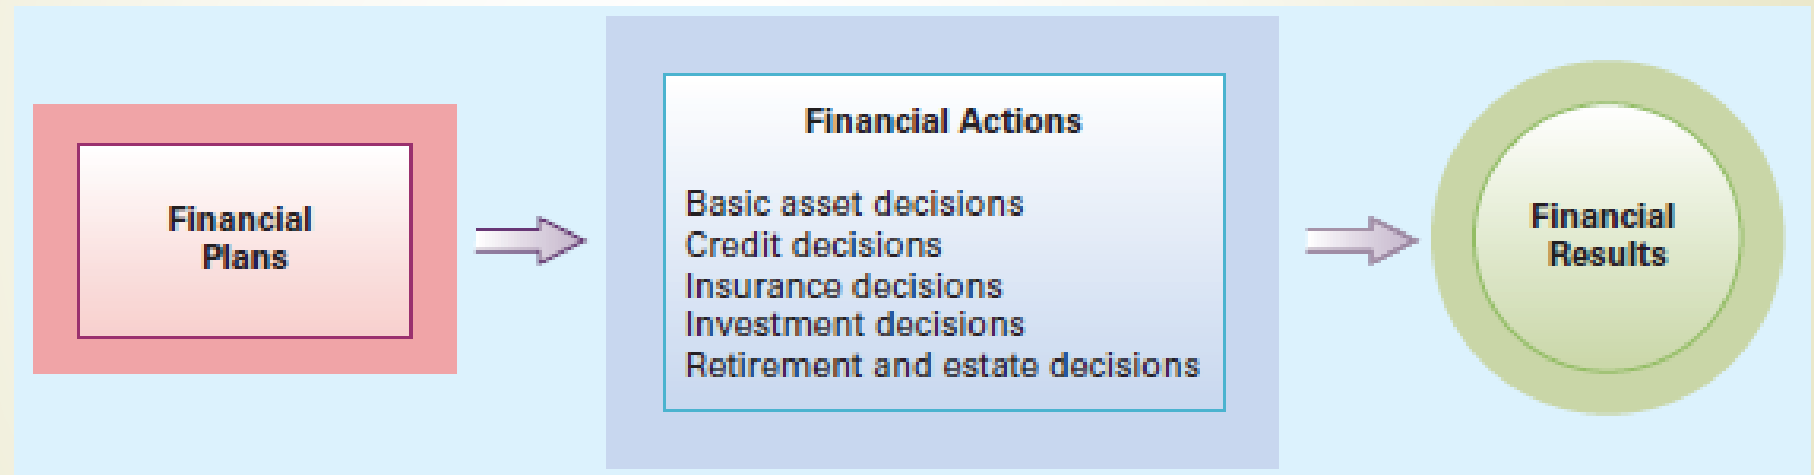 Financial
Plans
Financial Actions
Basic asset decisions
Credit decisions
Insurance decisions
Investment decisions
Retirement and estate decisions
Financial
Results